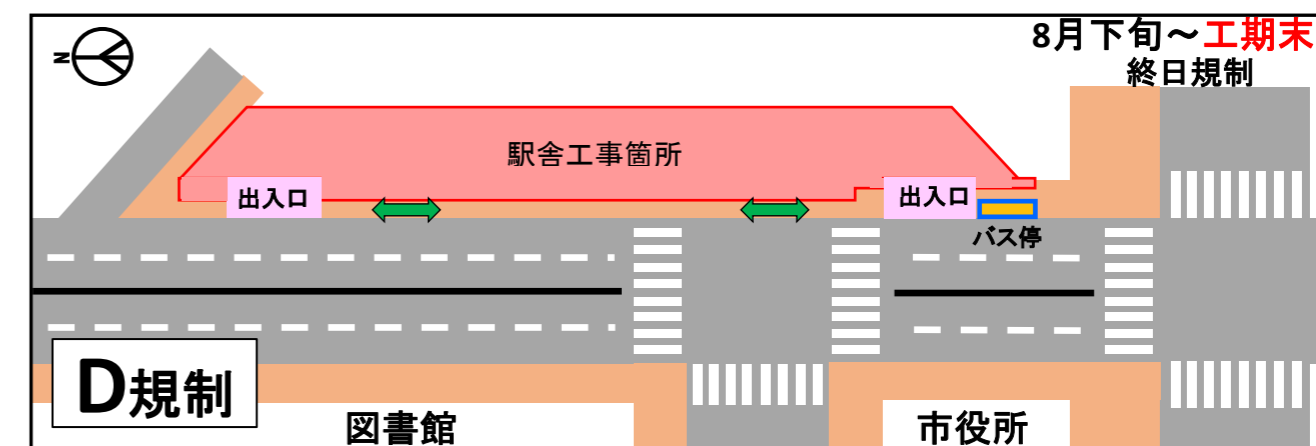 8月下旬～工期末
終日規制
N
駅舎工事箇所
出入口
出入口
バス停
D規制
図書館
市役所